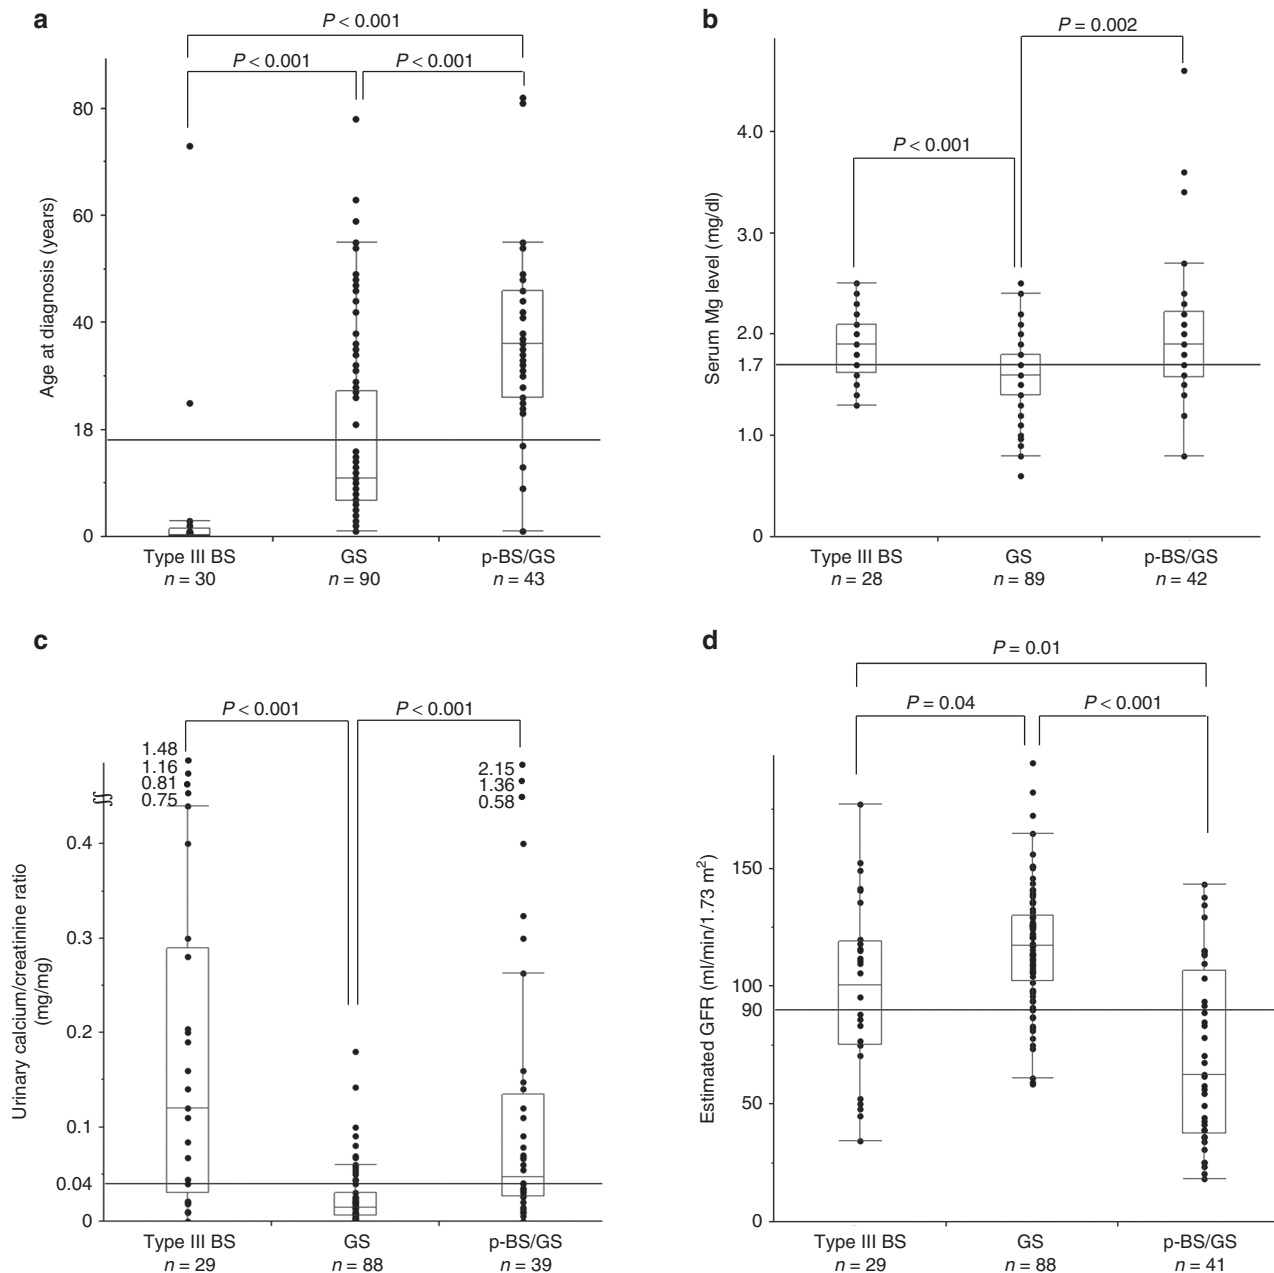 a
P < 0.001
P < 0.001
P < 0.001
80
60
40
18
0
Age at diagnosis (years)
Type III BS
GS
p-BS/GS
n = 30
n = 90
n = 43
b
P = 0.002
P < 0.001
4.0
3.0
2.0
1.7
1.0
0
Serum Mg level (mg/dl)
Type III BS
GS
p-BS/GS
n = 28
n = 89
n = 42
c
P < 0.001
P < 0.001
1.48
1.16
0.81
0.75
2.15
1.36
0.58
0.4
0.3
0.2
0.1
0.04
0
Urinary calcium/creatinine ratio
(mg/mg)
Type III BS
GS
p-BS/GS
n = 29
n = 88
n = 39
d
P = 0.01
P = 0.04
P < 0.001
150
100
90
50
0
Estimated GFR (ml/min/1.73 m²)
Type III BS
GS
p-BS/GS
n = 29
n = 88
n = 41